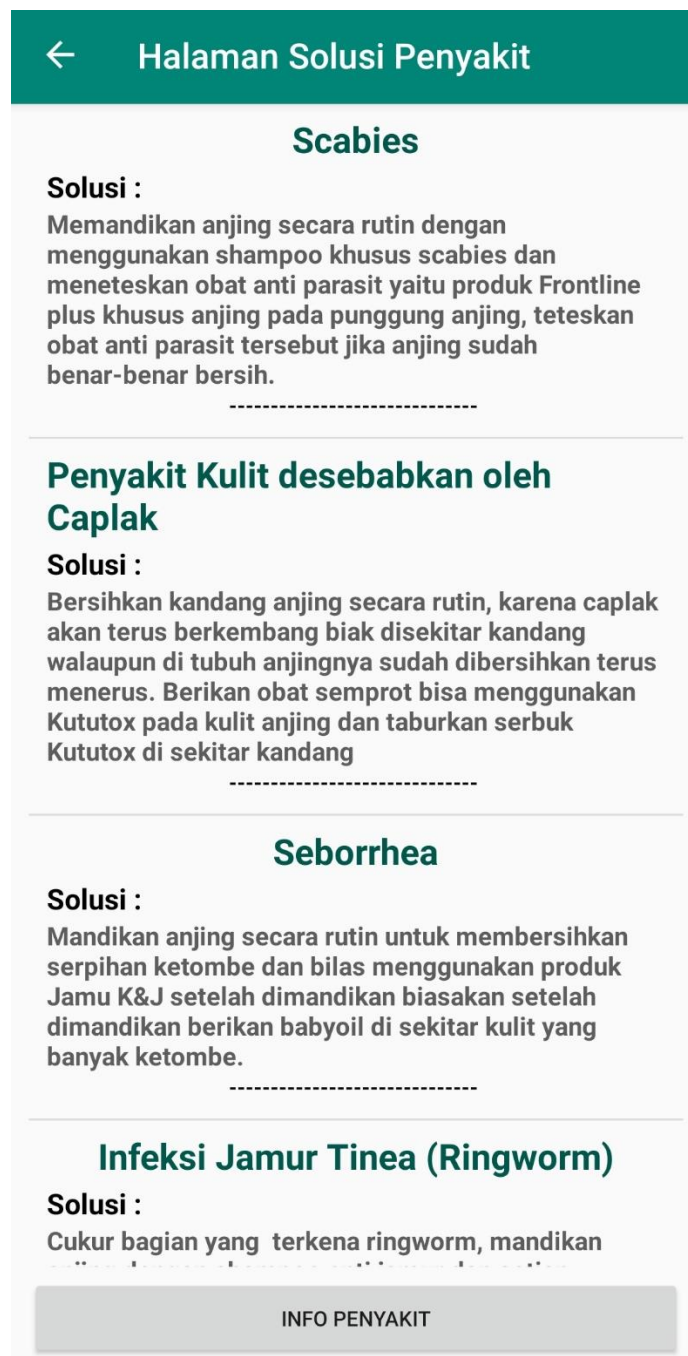 Halaman Solusi Penyakit
Scabies
Solusi :
Memandikan anjing secara rutin dengan
menggunakan shampoo khusus scabies dan
meneteskan obat anti parasit yaitu produk Frontline
plus khusus anjing pada punggung anjing, teteskan
obat anti parasit tersebut jika anjing sudah
benar-benar bersih.
------------------------------
Penyakit Kulit desebabkan oleh
Caplak
Solusi :
Bersihkan kandang anjing secara rutin, karena caplak
akan terus berkembang biak disekitar kandang
walaupun di tubuh anjingnya sudah dibersihkan terus
menerus. Berikan obat semprot bisa menggunakan
Kututox pada kulit anjing dan taburkan serbuk
Kututox di sekitar kandang
------------------------------
Seborrhea
Solusi :
Mandikan anjing secara rutin untuk membersihkan
serpihan ketombe dan bilas menggunakan produk
Jamu K&J setelah dimandikan biasakan setelah
dimandikan berikan babyoil di sekitar kulit yang
banyak ketombe.
------------------------------
Infeksi Jamur Tinea (Ringworm)
Solusi :
Cukur bagian yang  terkena ringworm, mandikan
INFO PENYAKIT